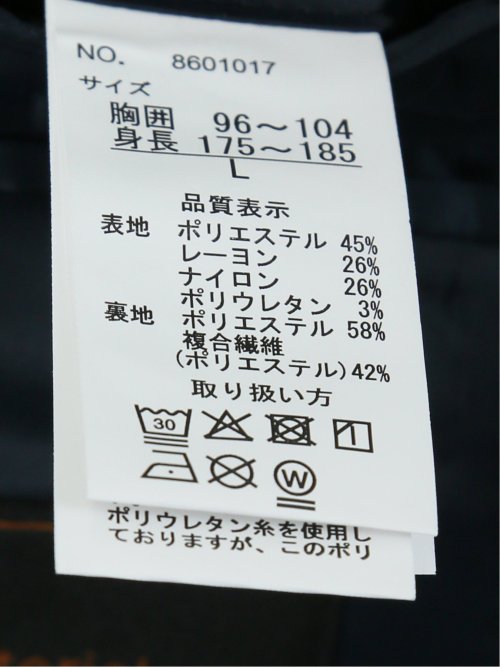 NO. 8601017
サイズ
胸囲 96〜104
身長 175〜185
L
品質表示
表地 ポリエステル 45%
レーヨン 26%
ナイロン 26%
ポリウレタン 3%
裏地 ポリエステル 58%
複合繊維
(ポリエステル)42%
取り扱い方
30
W
ポリウレタン糸を使用し
ておりますが、このポリ